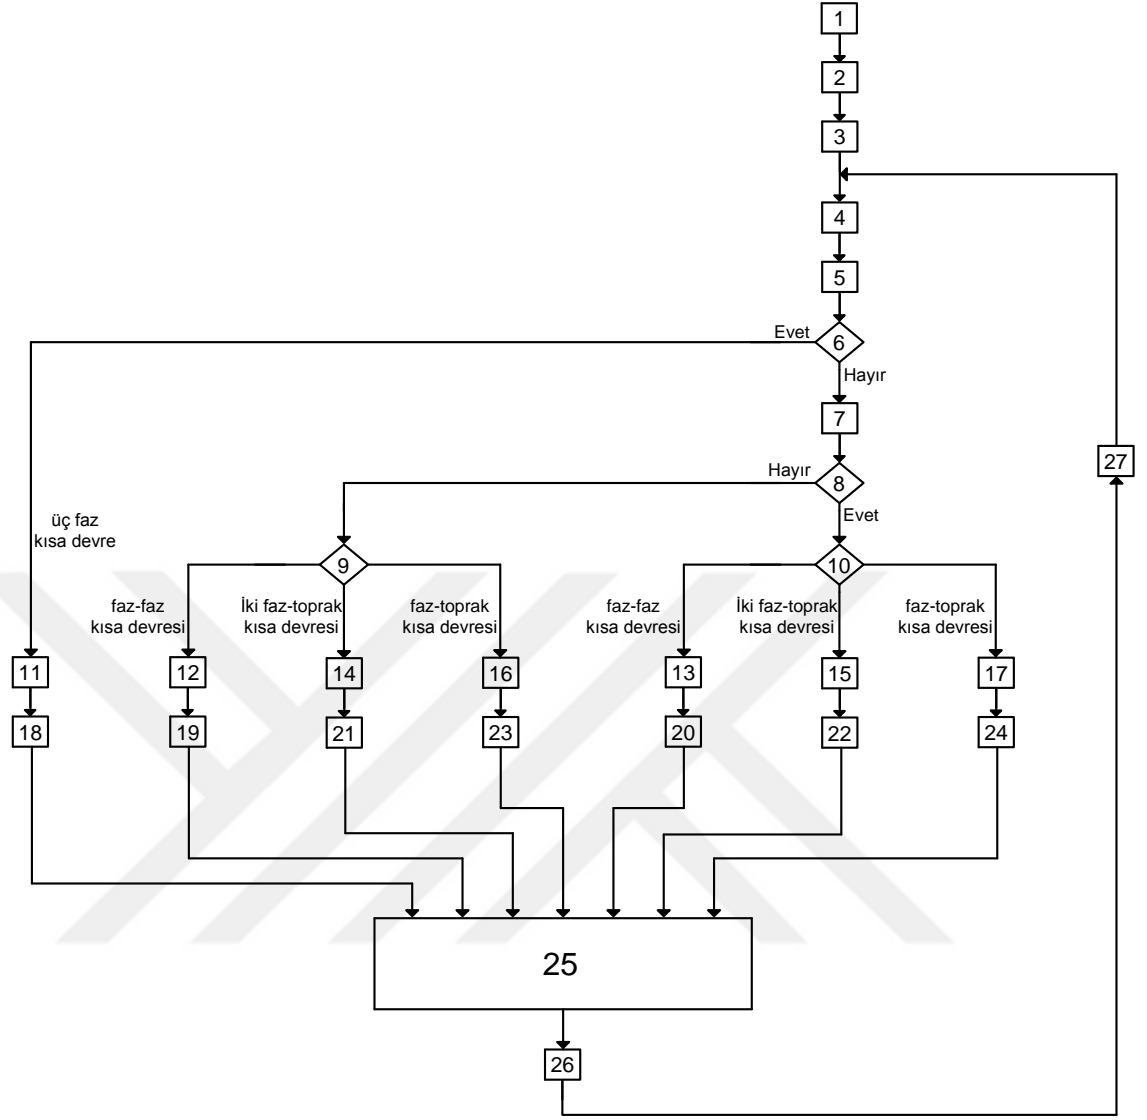 1
2
3
4
5
Evet
6
Hayır
7
27
Hayır
8
Evet
üç faz
kısa devre
9
10
faz-faz
kısa devresi
İki faz-toprak
kısa devresi
faz-toprak
kısa devresi
faz-faz
kısa devresi
İki faz-toprak
kısa devresi
faz-toprak
kısa devresi
11
12
14
16
13
15
17
18
19
21
23
20
22
24
25
26